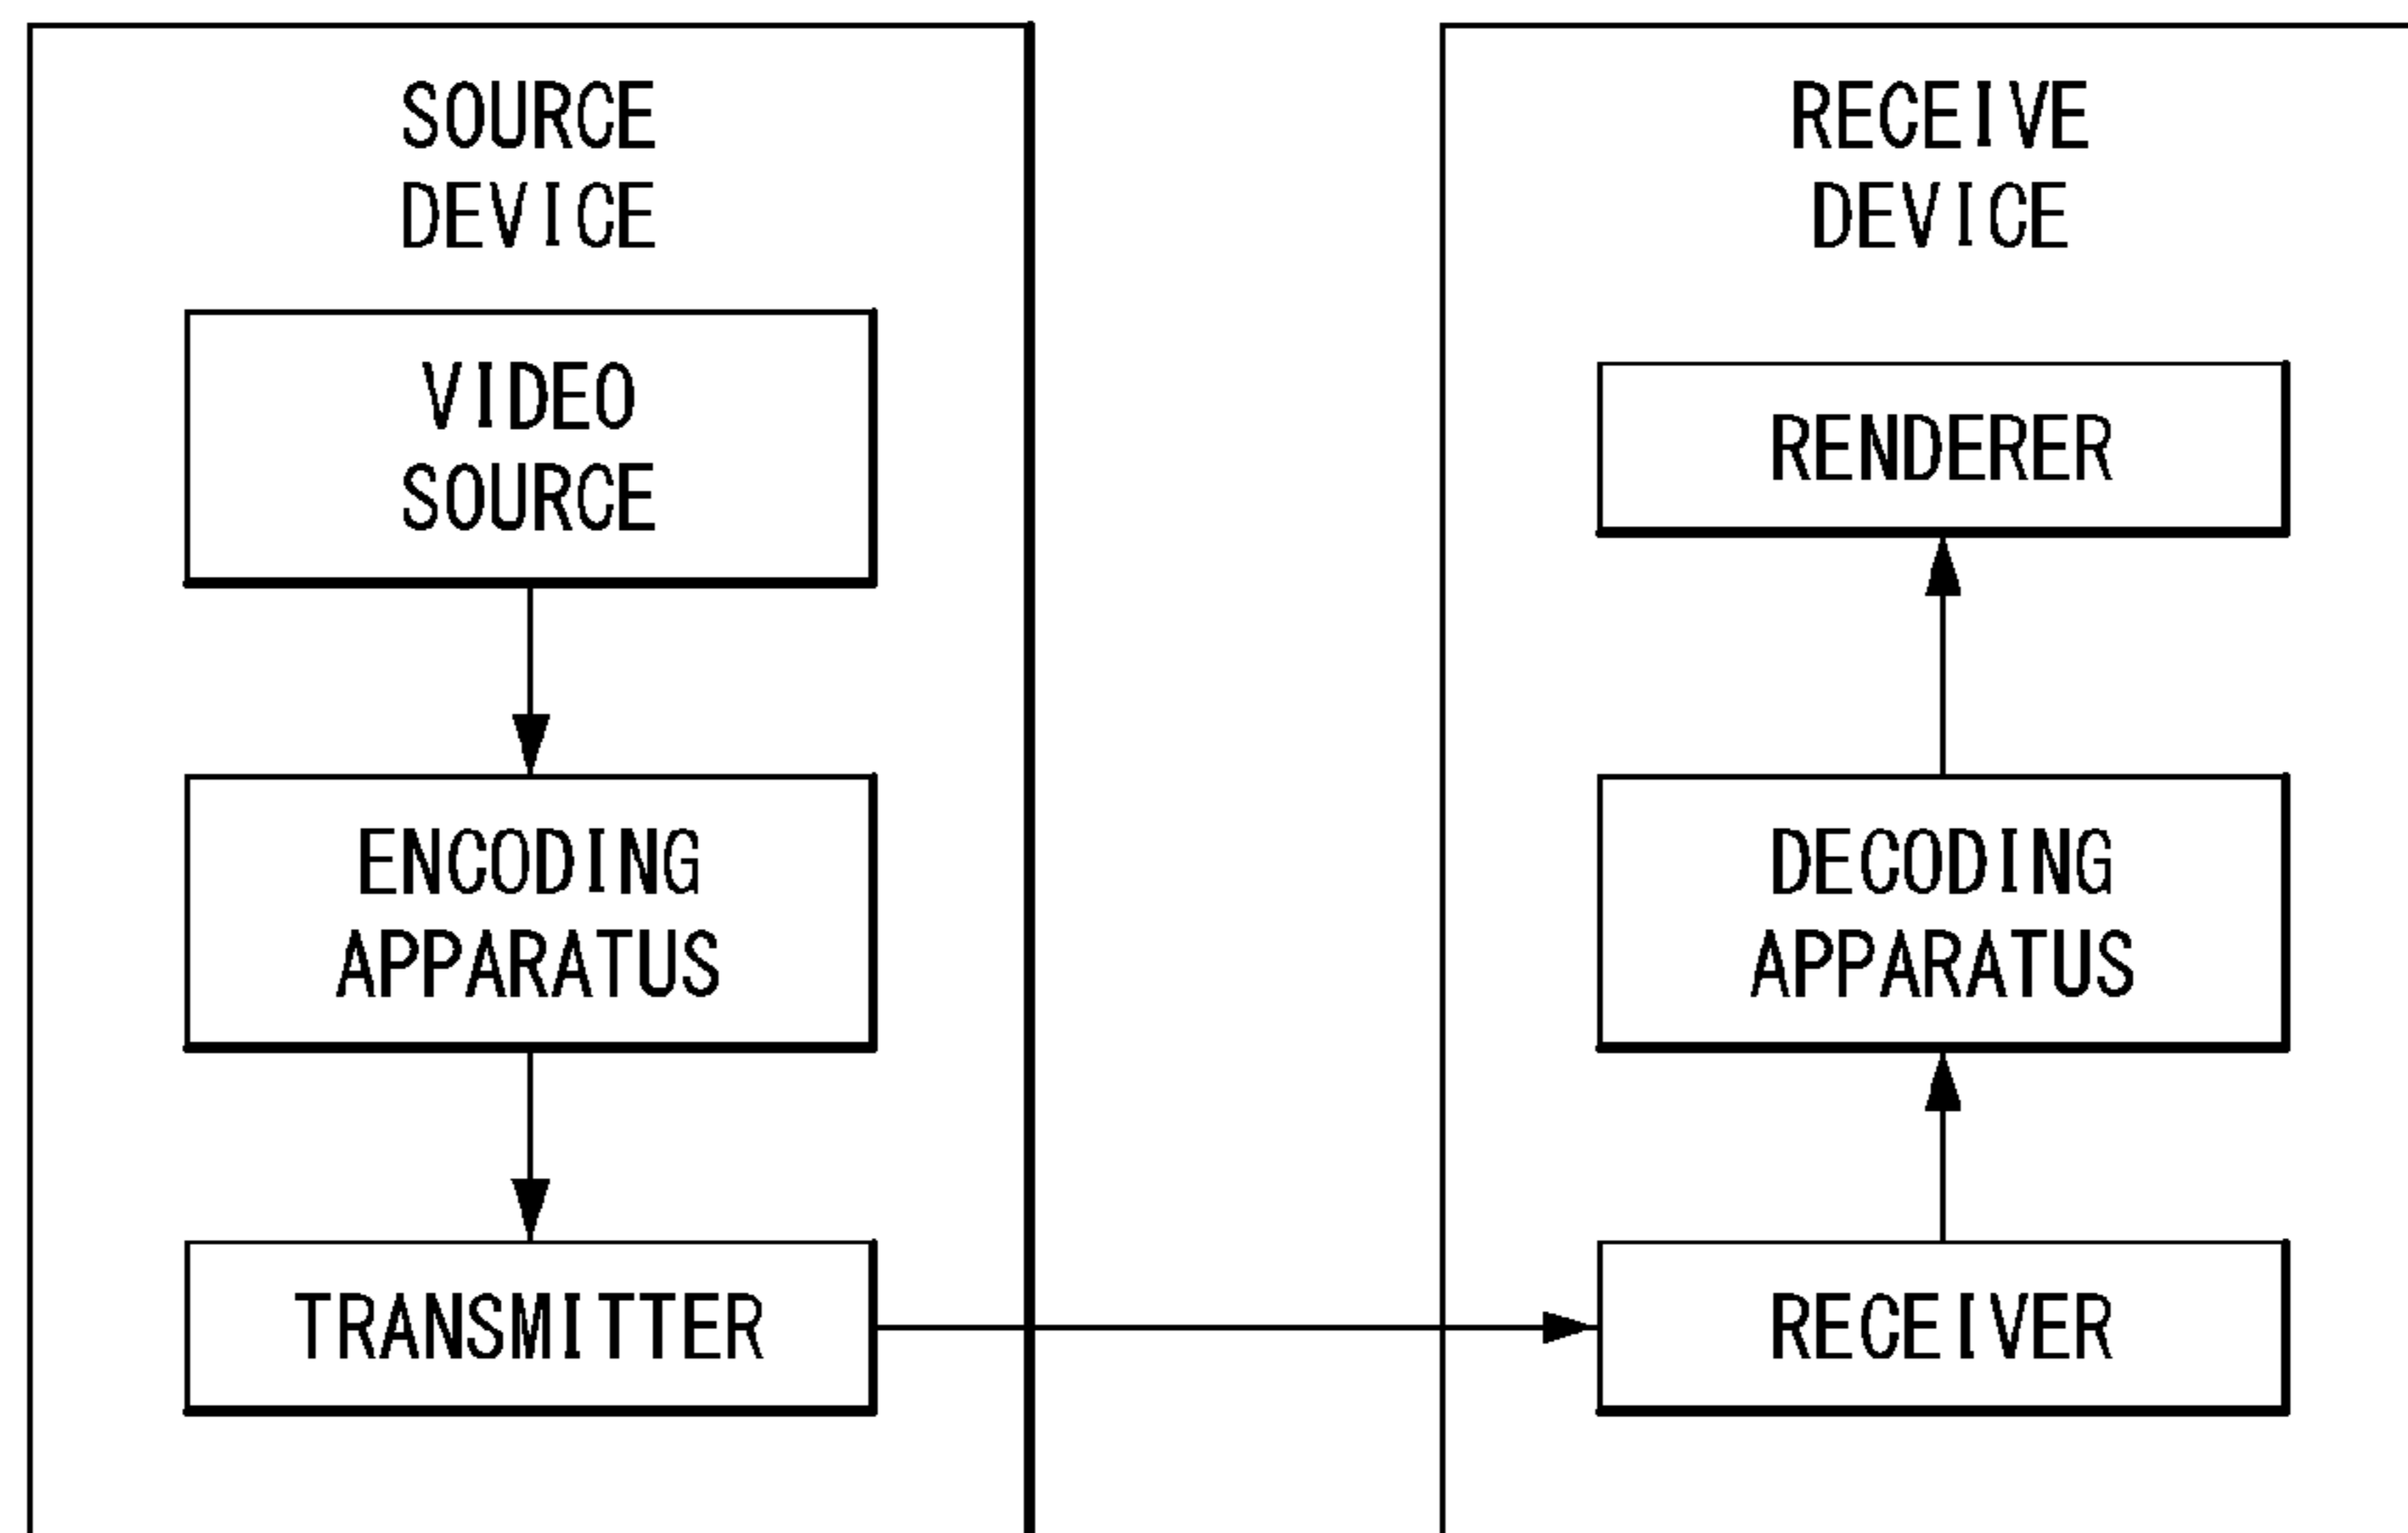 SOURCE
DEVICE
VIDEO
SOURCE
ENCODING
APPARATUS
TRANSMITTER
RECEIVE
DEVICE
RENDERER
DECODING
APPARATUS
RECEIVER